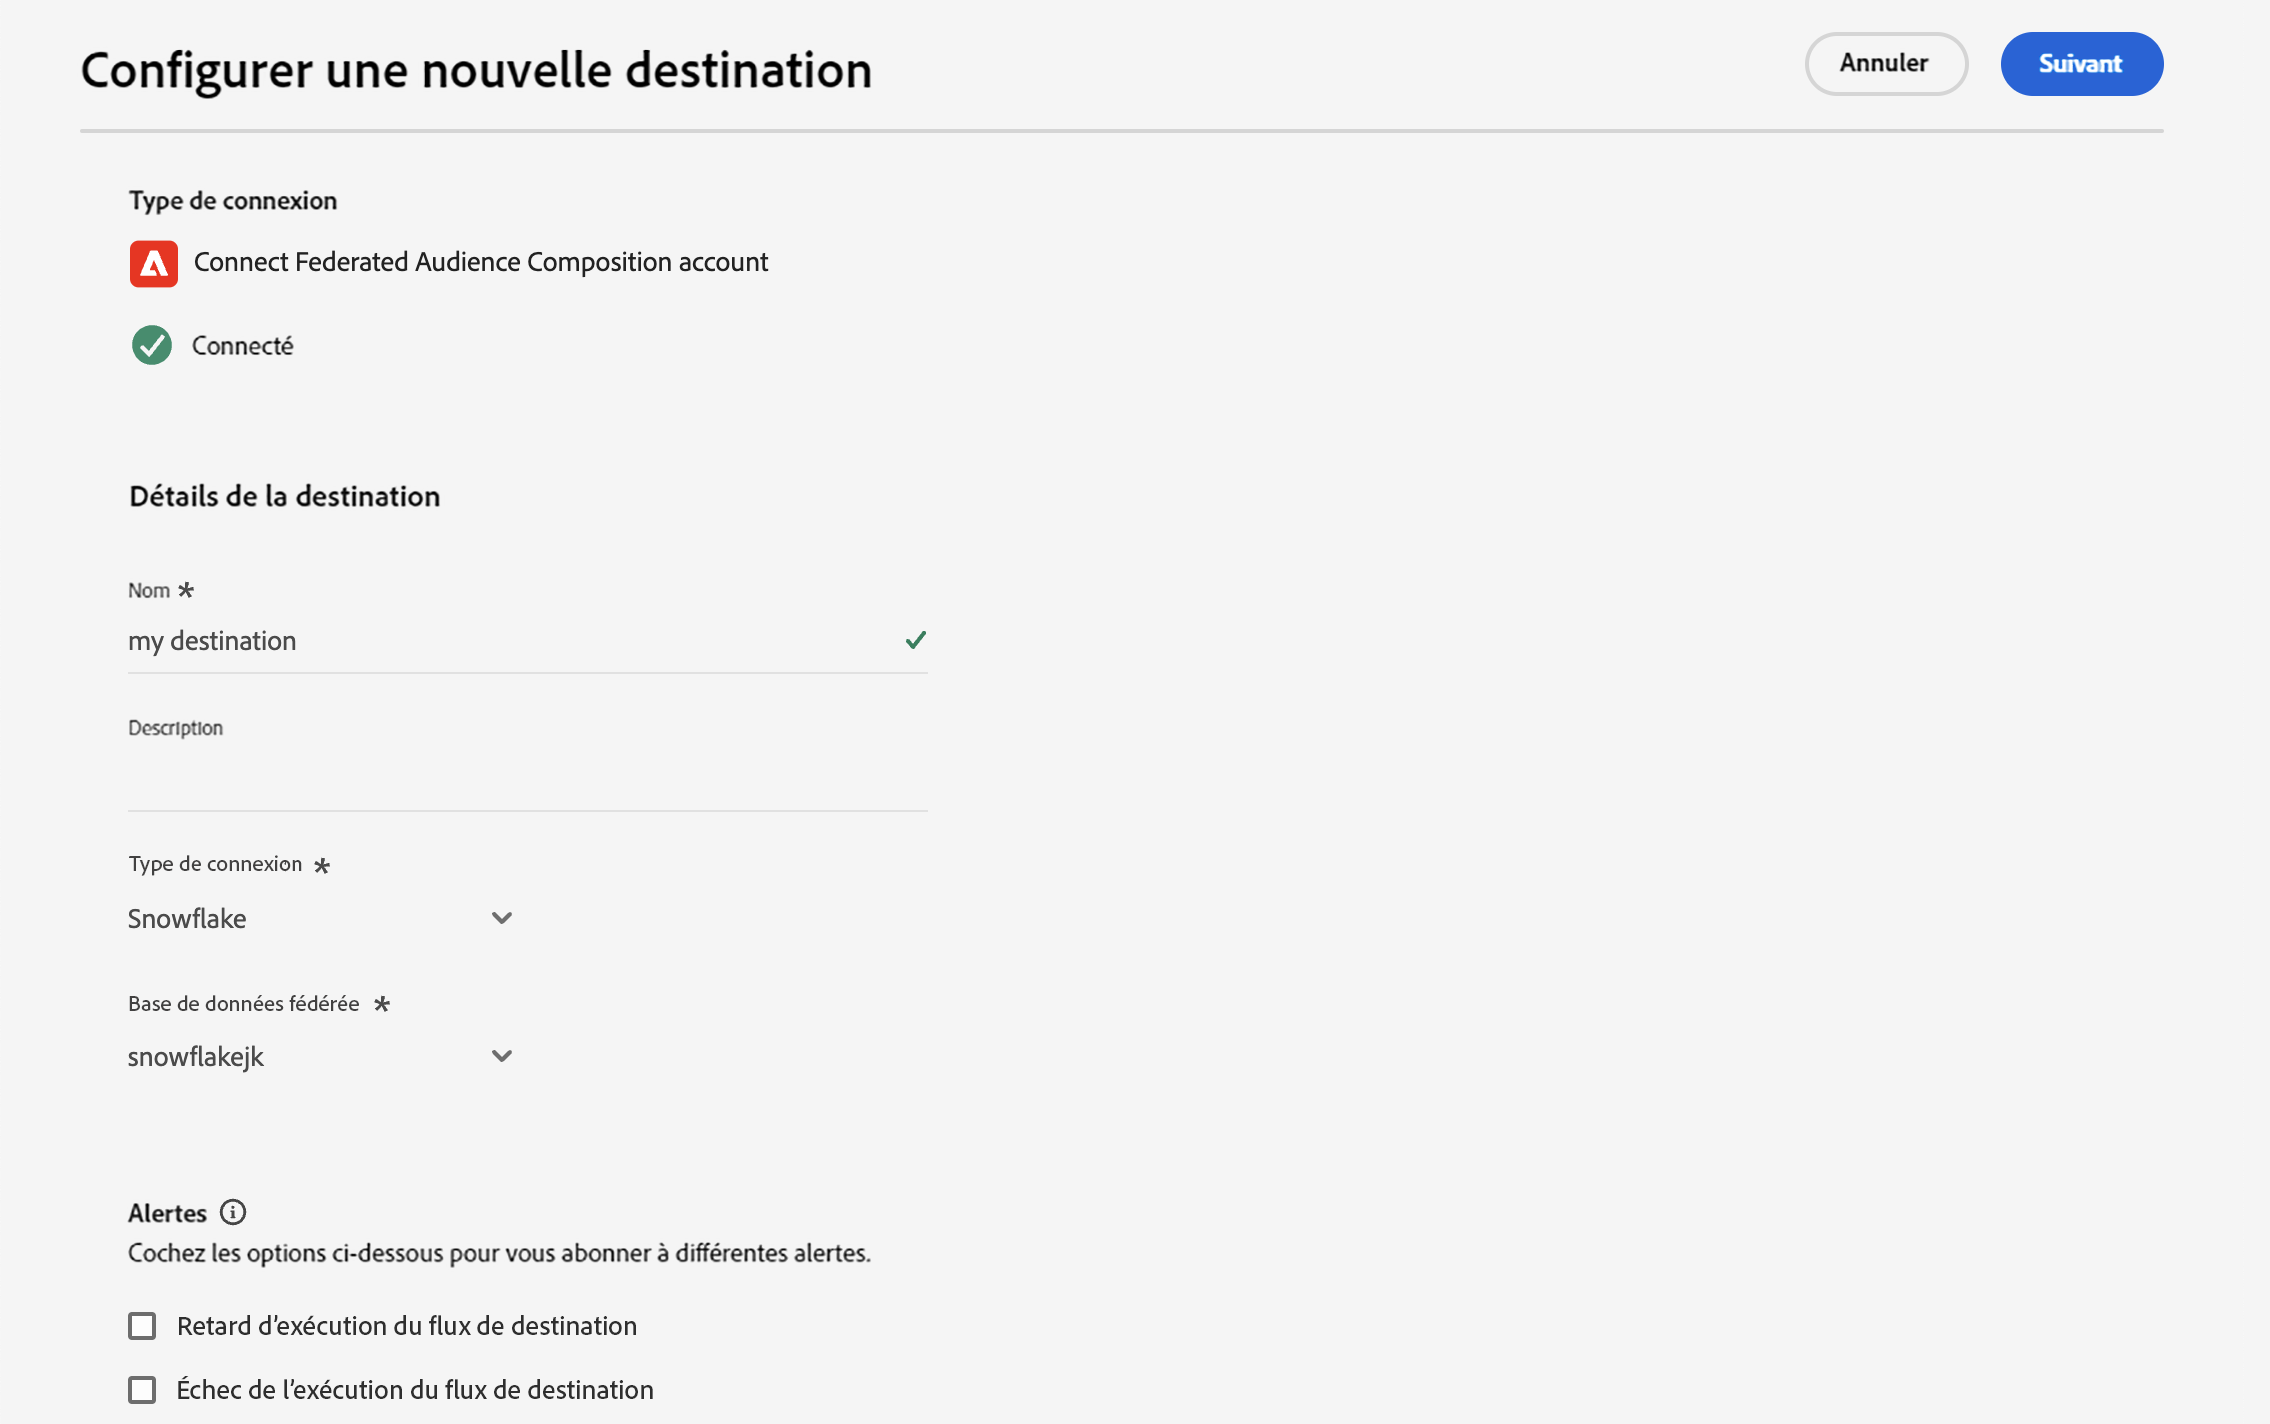 Configurer une nouvelle destination
Annuler
Suivant
Type de connexion
Connect Federated Audience Composition account
Connecté
Détails de la destination
Nom *
my destination
Description
Type de connexion *
Snowflake
Base de données fédérée *
snowflakejk
Alertes
Cochez les options ci-dessous pour vous abonner à différentes alertes.
Retard d’exécution du flux de destination
Échec de l’exécution du flux de destination